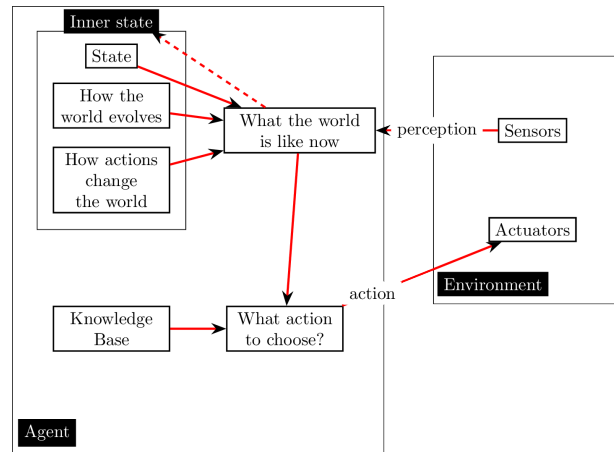 Inner state
State
How the
world evolves
How actions
change
the world
What the world
is like now
perception
Sensors
Actuators
Environment
action
Knowledge
Base
What action
to choose?
Agent